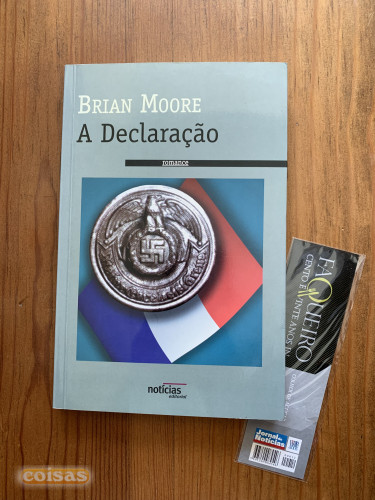 BRIAN MOORE
A Declaração
romance
notícias
editorial
FAQUEIRO
CENTO E VINTE ANOS
Jornal de
Notícias
coisas